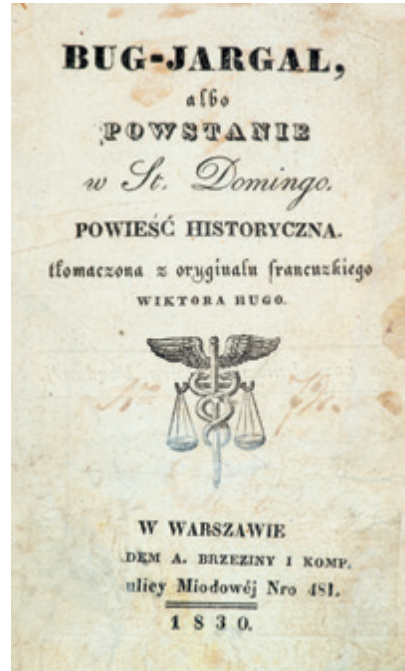 BUG-JARGAL,
albo
POWSTANIE
w St. Domingo.
POWIEŚĆ HISTORYCZNA.
tłomaczona z oryginału francuzkiego
WIKTORA HUGO.
W WARSZAWIE
DEM A. BRZEZINY I KOMP.
ulicy Miodowéj Nro 481.
1830.